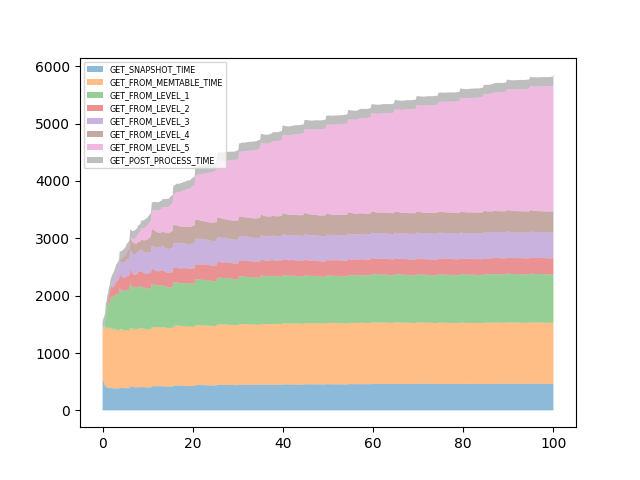 6000
5000
4000
3000
2000
1000
0
GET_SNAPSHOT_TIME
GET_FROM_MEMTABLE_TIME
GET_FROM_LEVEL_1
GET_FROM_LEVEL_2
GET_FROM_LEVEL_3
GET_FROM_LEVEL_4
GET_FROM_LEVEL_5
GET_POST_PROCESS_TIME
0 20 40 60 80 100